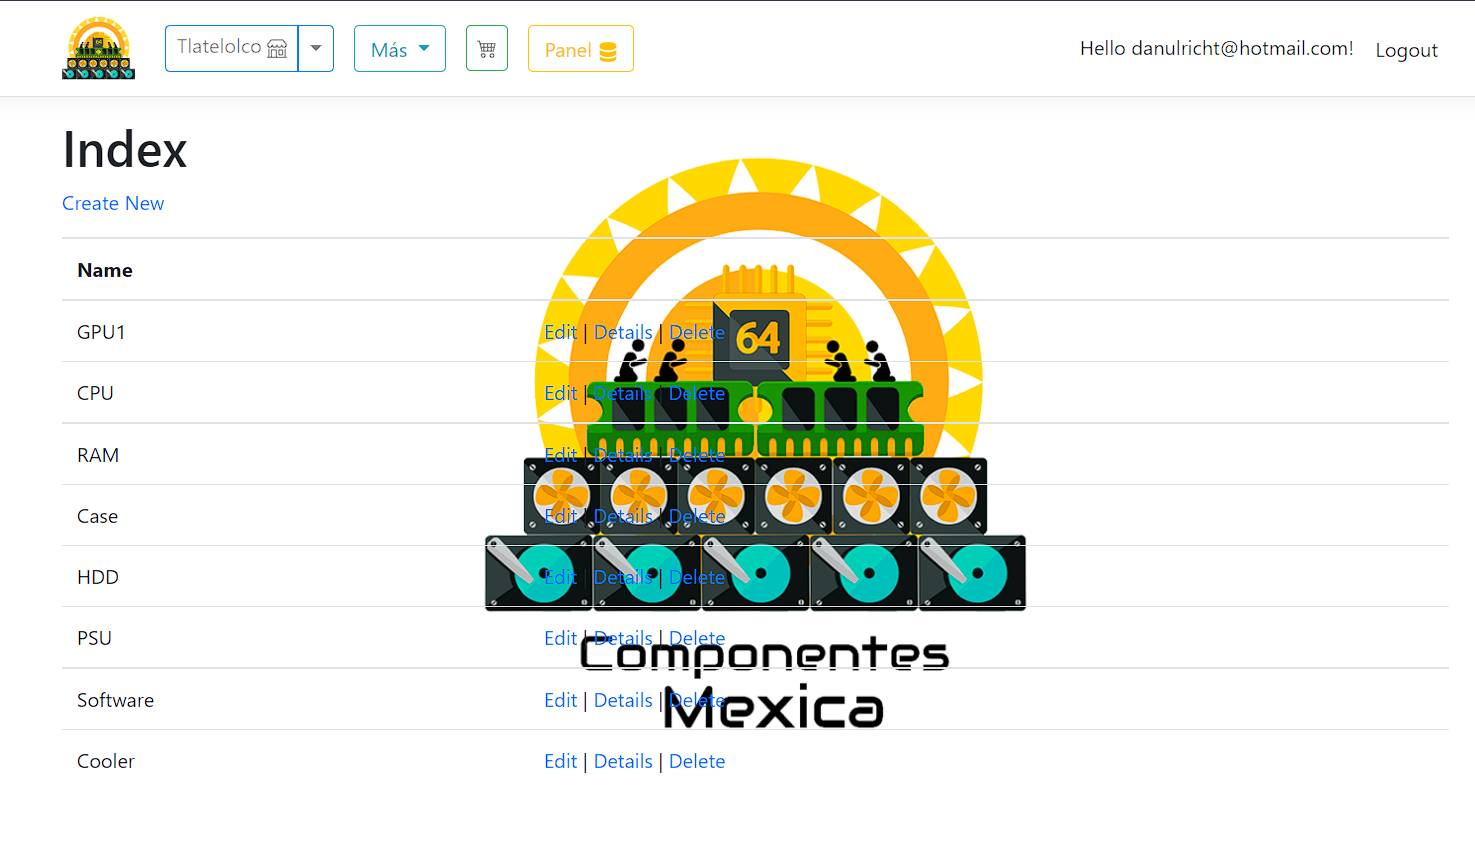 Tlatelolco
Más
Panel
Hello danulricht@hotmail.com!
Logout
Index
Create New
Name
GPU1 Edit | Details | Delete
CPU Edit | Details | Delete
RAM Edit | Details | Delete
Case Edit | Details | Delete
HDD Edit | Details | Delete
PSU Edit | Details | Delete
Software Edit | Details | Delete
Cooler Edit | Details | Delete
64
Componentes
Mexica